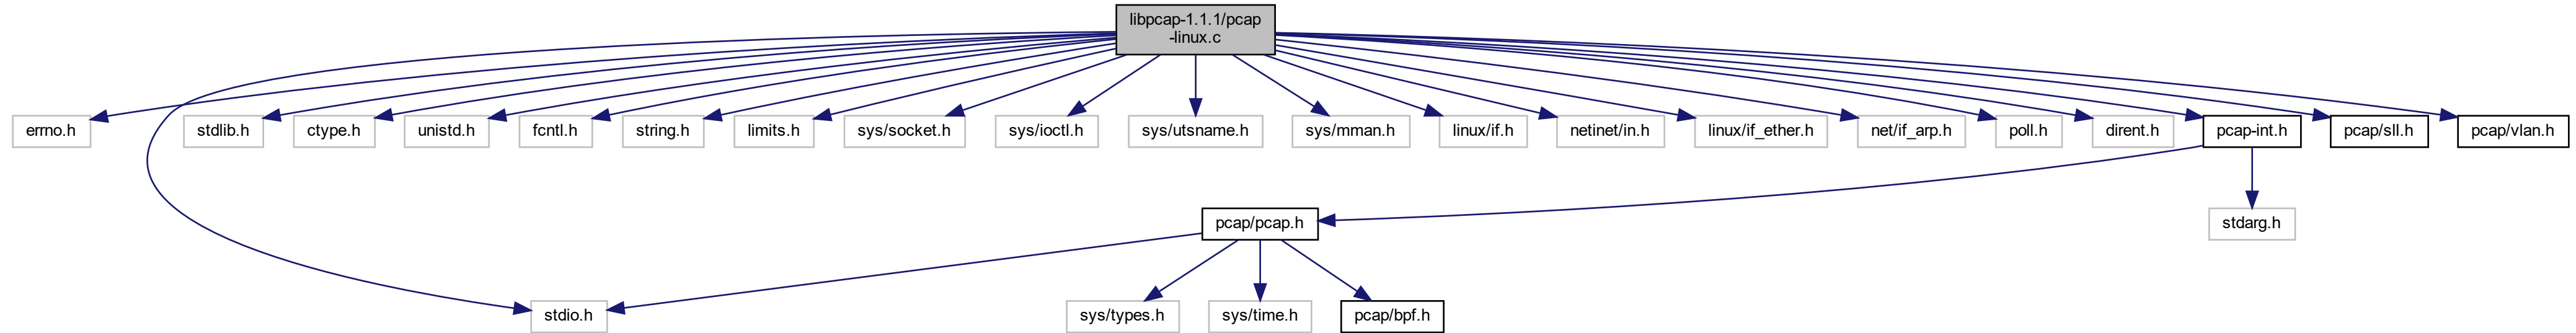 libpcap-1.1.1/pcap
-linux.c
errno.h
stdlib.h
ctype.h
unistd.h
fcntl.h
string.h
limits.h
sys/socket.h
sys/ioctl.h
sys/utsname.h
sys/mman.h
linux/if.h
netinet/in.h
linux/if_ether.h
net/if_arp.h
poll.h
dirent.h
pcap-int.h
pcap/sll.h
pcap/vlan.h
pcap/pcap.h
stdarg.h
stdio.h
sys/types.h
sys/time.h
pcap/bpf.h